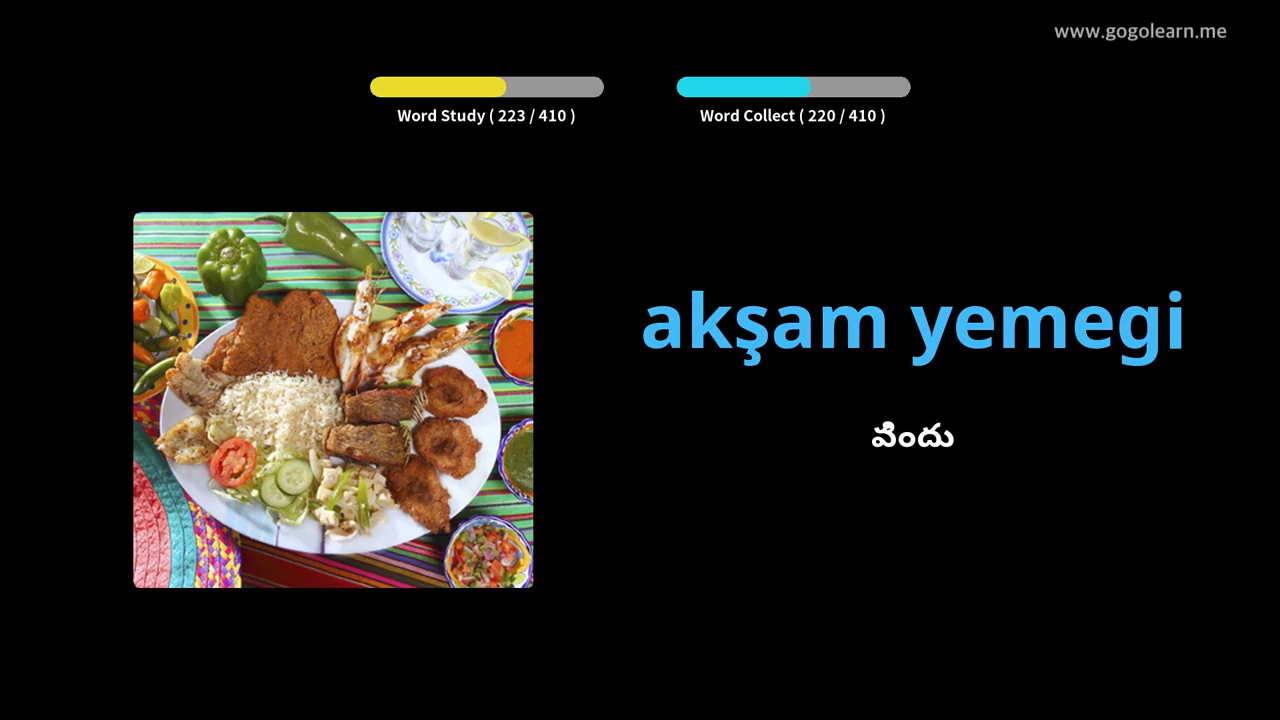 www.gogolearn.me
Word Study ( 223 / 410 )
Word Collect ( 220 / 410 )
akşam yemegi
విందు